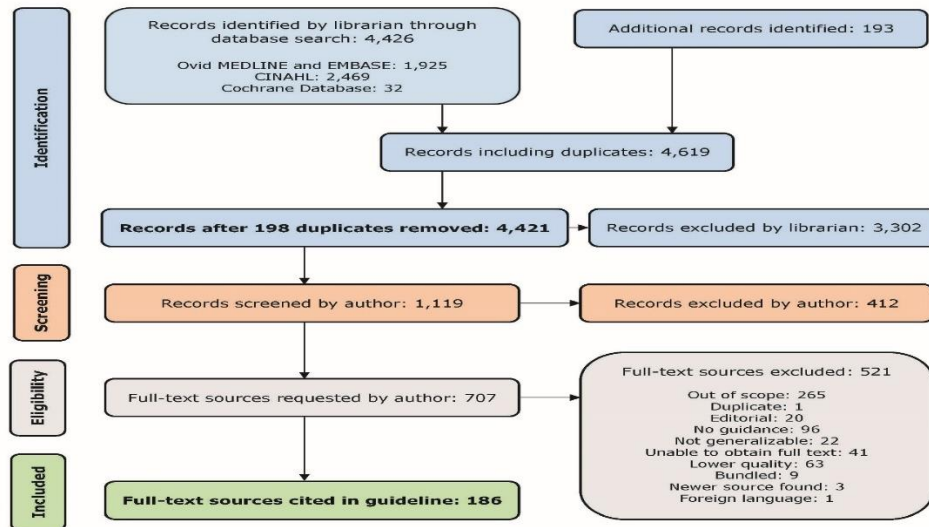 Identification
Records identified by librarian through
database search: 4,426
Ovid MEDLINE and EMBASE: 1,925
CINAHL: 2,469
Cochrane Database: 32
Additional records identified: 193
Records including duplicates: 4,619
Records after 198 duplicates removed: 4,421
Records excluded by librarian: 3,302
Screening
Records screened by author: 1,119
Records excluded by author: 412
Eligibility
Full-text sources requested by author: 707
Full-text sources excluded: 521
Out of scope: 265
Duplicate: 1
Editorial: 20
No guidance: 96
Not generalizable: 22
Unable to obtain full text: 41
Lower quality: 63
Bundled: 9
Newer source found: 3
Foreign language: 1
Included
Full-text sources cited in guideline: 186